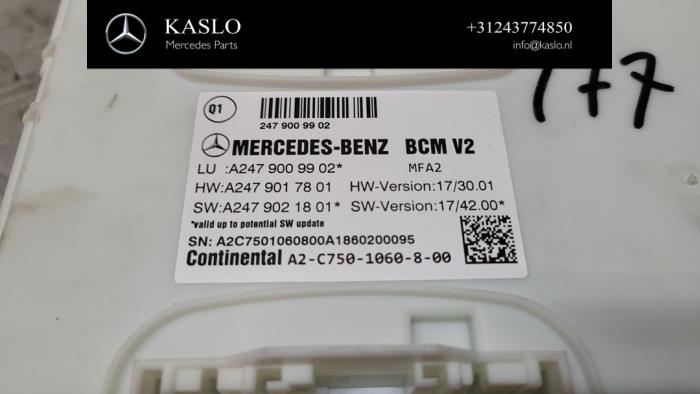 KASLO
Mercedes Parts
+31243774850
info@kaslo.nl
177
Q1
247 900 99 02
MERCEDES-BENZ BCM V2
LU :A247 900 99 02* MFA2
HW:A247 901 78 01 HW-Version:17/30.01
SW:A247 902 18 01* SW-Version:17/42.00*
*valid up to potential SW update
SN: A2C7501060800A1860200095
Continental A2-C750-1060-8-00